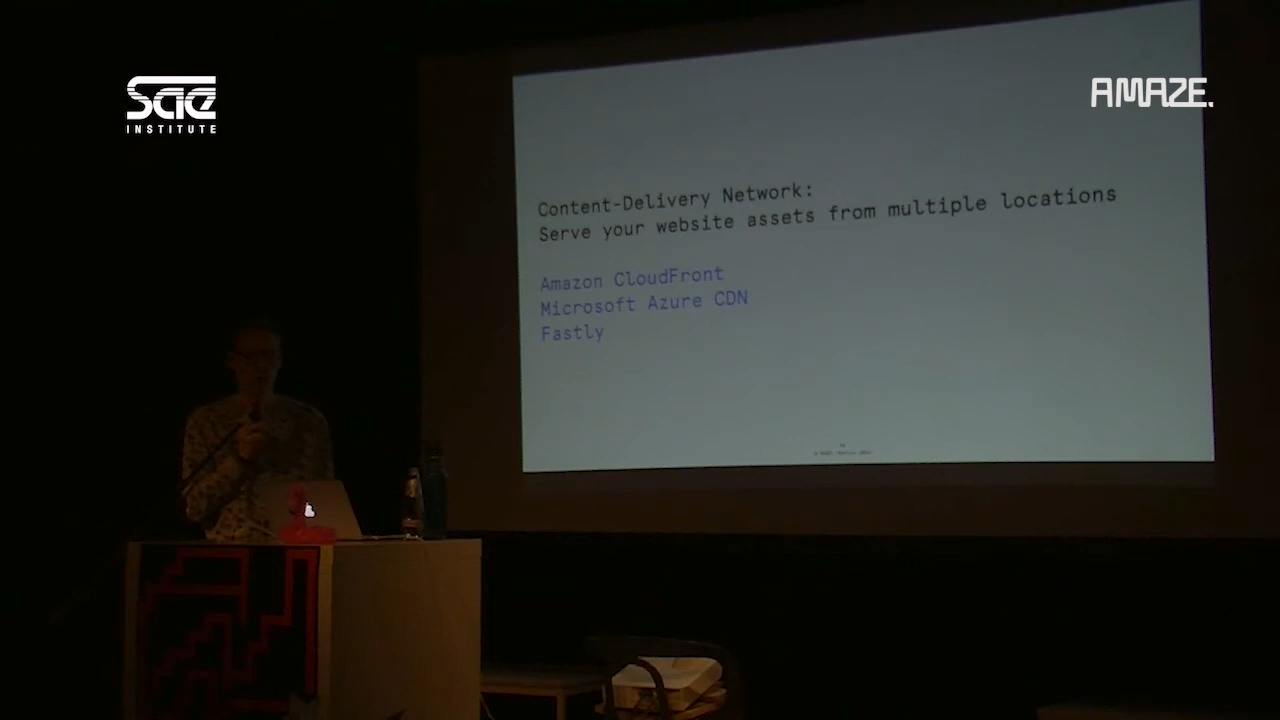 Sae
INSTITUTE
AMAZE.
Content-Delivery Network:
Serve your website assets from multiple locations
Amazon CloudFront
Microsoft Azure CDN
Fastly